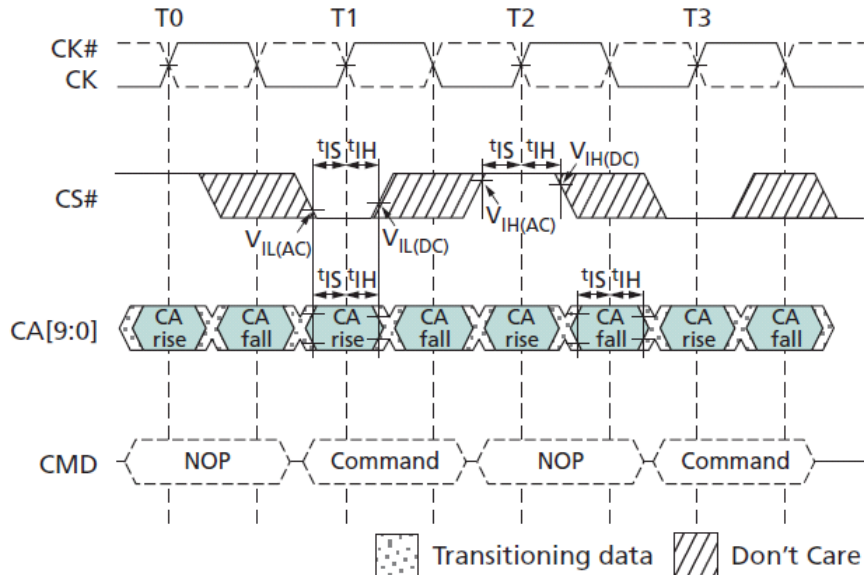 T0 T1 T2 T3
CK#
CK
tIS tIH tIS tIH VIH(DC)
CS#
VIL(AC) VIL(DC) VIH(AC)
tIS tIH tIS tIH
CA[9:0] CA rise CA fall CA rise CA fall CA rise CA fall CA rise CA fall
CMD NOP Command NOP Command
Transitioning data Don't Care